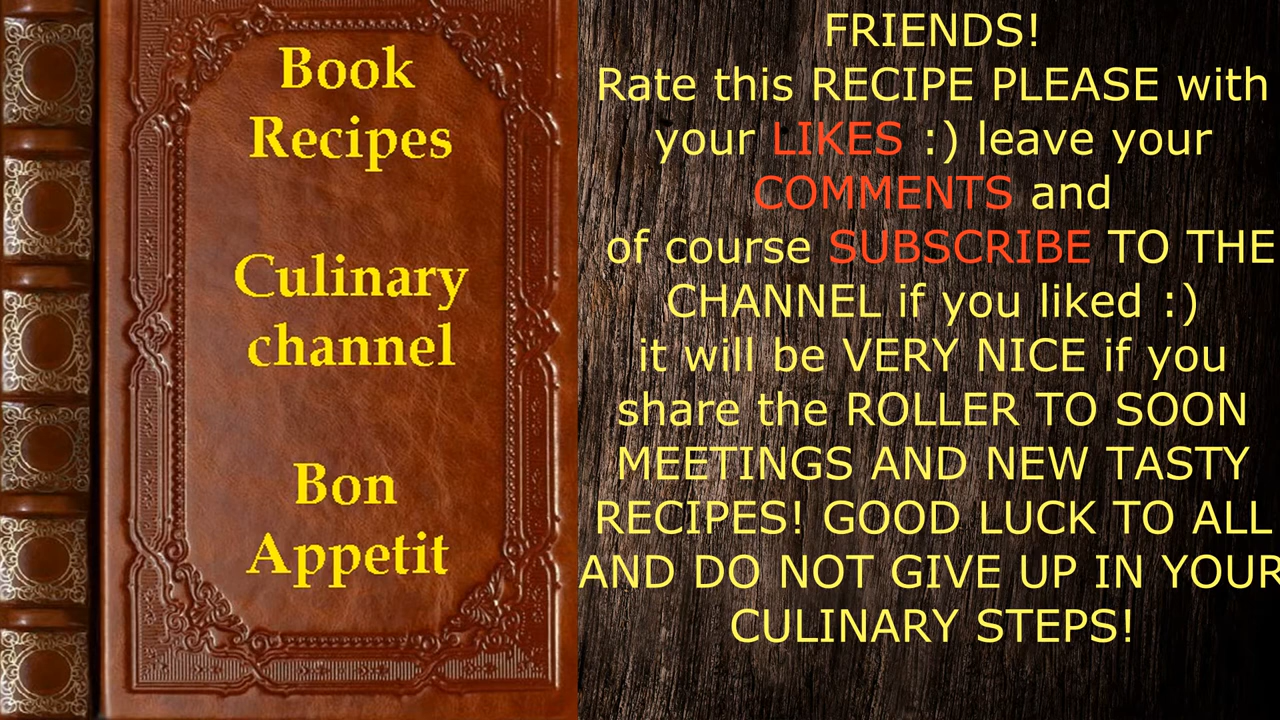 Book
Recipes
Culinary
channel
Bon
Appetit
FRIENDS!
Rate this RECIPE PLEASE with
your LIKES :) leave your
COMMENTS and
of course SUBSCRIBE TO THE
CHANNEL if you liked :)
it will be VERY NICE if you
share the ROLLER TO SOON
MEETINGS AND NEW TASTY
RECIPES! GOOD LUCK TO ALL
AND DO NOT GIVE UP IN YOUR
CULINARY STEPS!